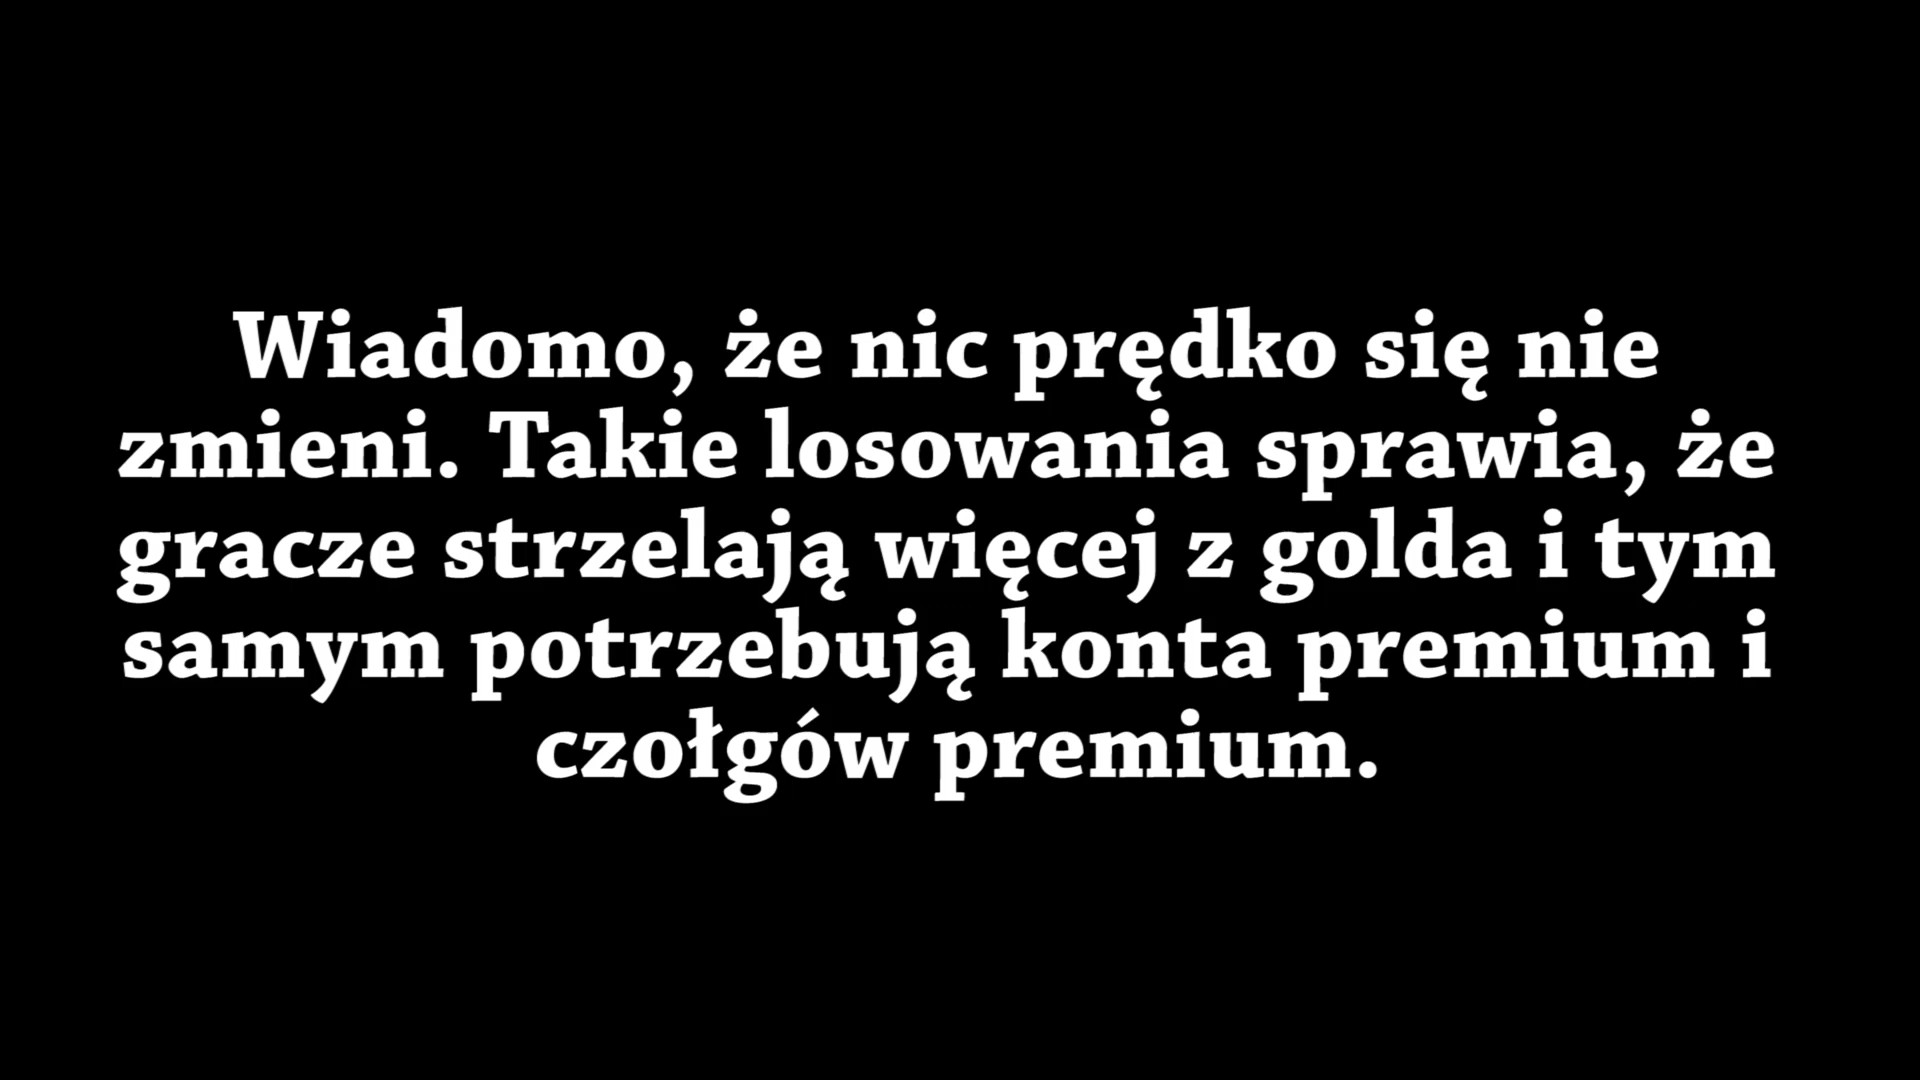 Wiadomo, że nic prędko się nie
zmieni. Takie losowania sprawia, że
gracze strzelają więcej z golda i tym
samym potrzebują konta premium i
czołgów premium.